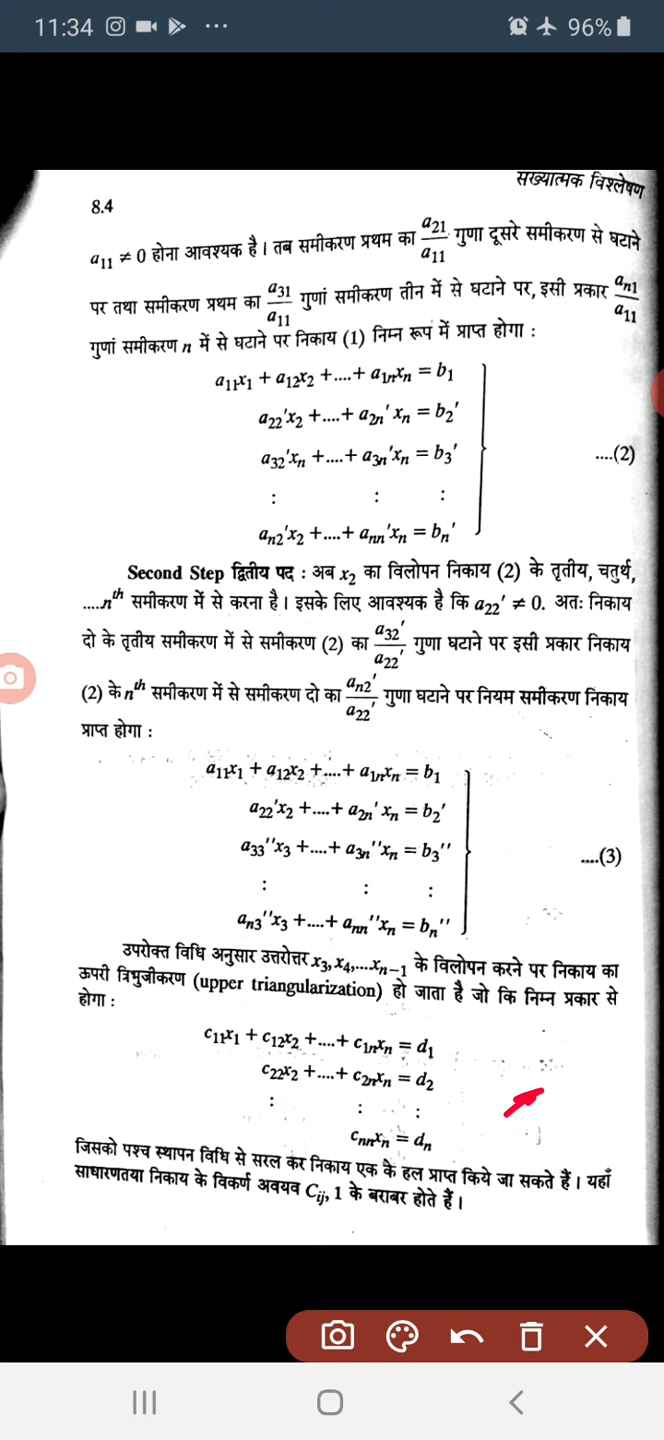 11:34 ... 96%
सख्यात्मक विश्लेषण
8.4
a₁₁ ≠ 0 होना आवश्यक है। तब समीकरण प्रथम का a₂₁/a₁₁ गुणा दूसरे समीकरण से घटाने
पर तथा समीकरण प्रथम का a₃₁/a₁₁ गुणां समीकरण तीन में से घटाने पर, इसी प्रकार aₙ₁/a₁₁
गुणां समीकरण n में से घटाने पर निकाय (1) निम्न रूप में प्राप्त होगा :
a₁₁x₁ + a₁₂x₂ +....+ a₁ₙxₙ = b₁
a₂₂'x₂ +....+ a₂ₙ' xₙ = b₂'
a₃₂'xₙ +....+ a₃ₙ'xₙ = b₃' ....(2)
: : :
aₙ₂'x₂ +....+ aₙₙ'xₙ = bₙ'
Second Step द्वितीय पद : अब x₂ का विलोपन निकाय (2) के तृतीय, चतुर्थ,
.....nᵗʰ समीकरण में से करना है। इसके लिए आवश्यक है कि a₂₂' ≠ 0. अतः निकाय
दो के तृतीय समीकरण में से समीकरण (2) का a₃₂'/a₂₂' गुणा घटाने पर इसी प्रकार निकाय
(2) के nᵗʰ समीकरण में से समीकरण दो का aₙ₂'/a₂₂' गुणा घटाने पर नियम समीकरण निकाय
प्राप्त होगा :
a₁₁x₁ + a₁₂x₂ +....+ a₁ₙxₙ = b₁
a₂₂'x₂ +....+ a₂ₙ' xₙ = b₂'
a₃₃''x₃ +....+ a₃ₙ''xₙ = b₃'' ....(3)
: : :
aₙ₃''x₃ +....+ aₙₙ''xₙ = bₙ''
उपरोक्त विधि अनुसार उत्तरोत्तर x₃, x₄,...xₙ₋₁ के विलोपन करने पर निकाय का
ऊपरी त्रिभुजीकरण (upper triangularization) हो जाता है जो कि निम्न प्रकार से
होगा :
c₁₁x₁ + c₁₂x₂ +....+ c₁ₙxₙ = d₁
c₂₂x₂ +....+ c₂ₙxₙ = d₂
: : :
cₙₙxₙ = dₙ
जिसको पश्च स्थापन विधि से सरल कर निकाय एक के हल प्राप्त किये जा सकते हैं। यहाँ
साधारणतया निकाय के विकर्ण अवयव Cᵢⱼ, 1 के बराबर होते हैं।